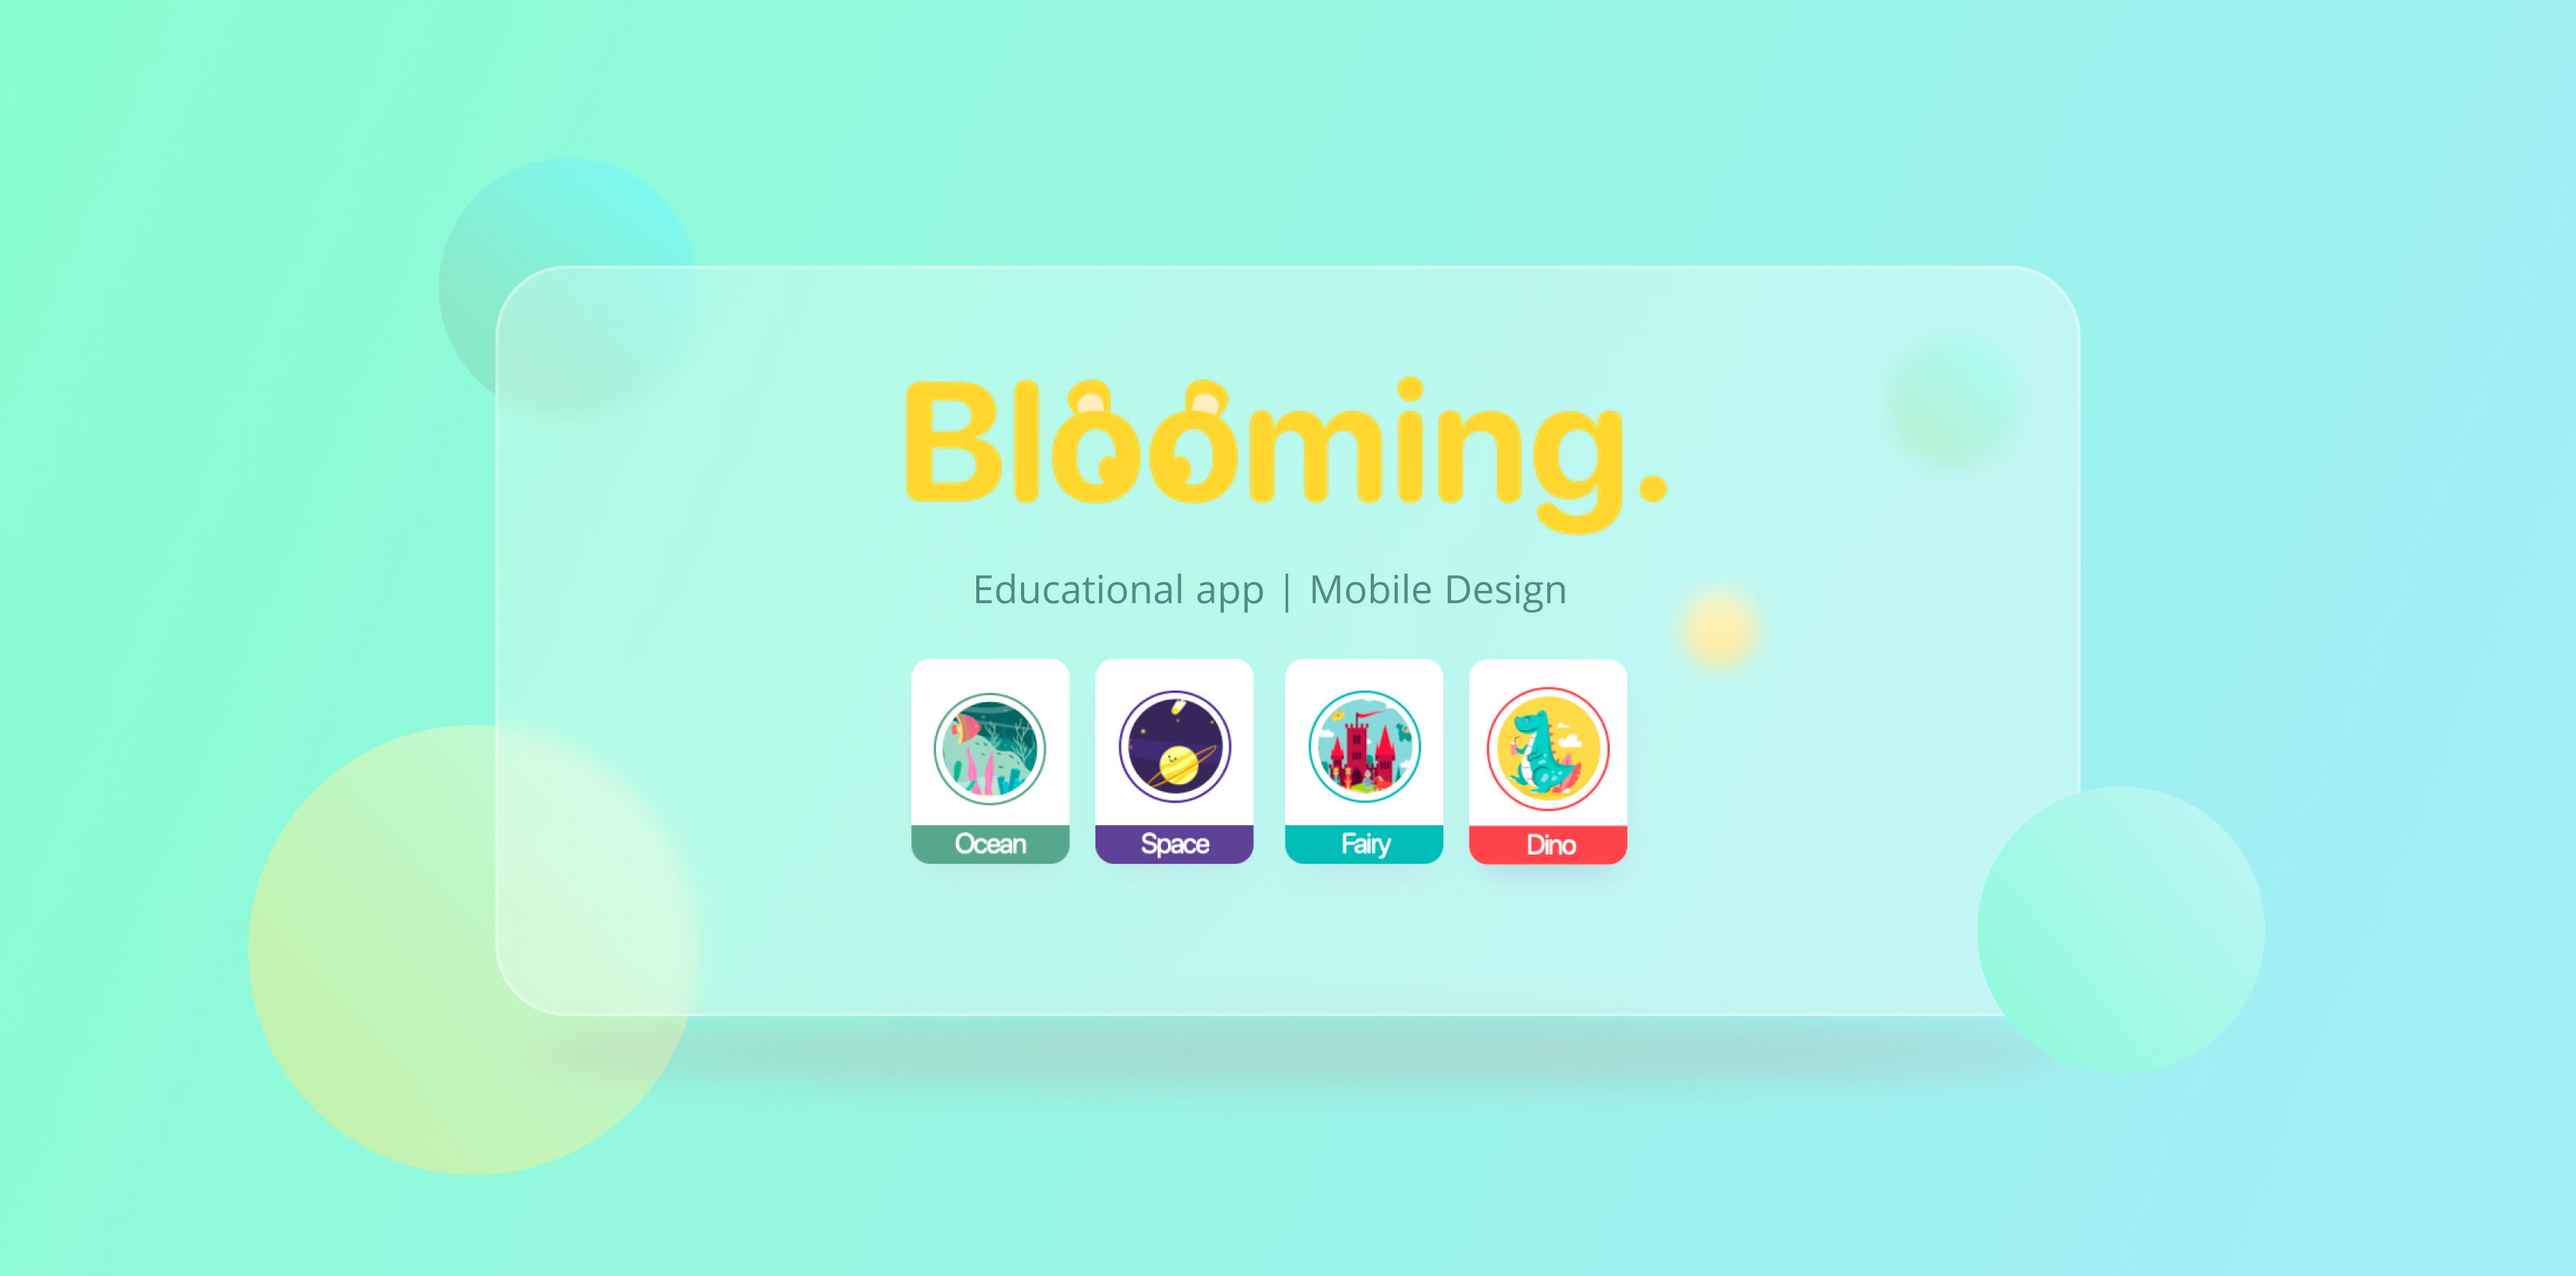 Blooming.
Educational app | Mobile Design
Ocean
Space
Fairy
Dino